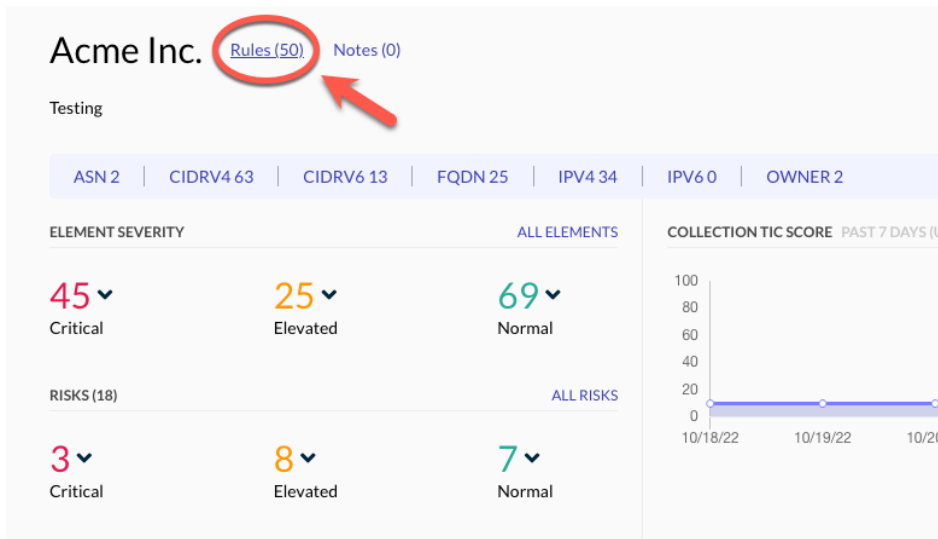 Acme Inc. Rules (50) Notes (0)
Testing
ASN 2 CIDRV4 63 CIDRV6 13 FQDN 25 IPV4 34 IPV6 0 OWNER 2
ELEMENT SEVERITY ALL ELEMENTS
45 25 69
Critical Elevated Normal
RISKS (18) ALL RISKS
3 8 7
Critical Elevated Normal
COLLECTION TIC SCORE PAST 7 DAYS (
100
80
60
40
20
0
10/18/22 10/19/22 10/20